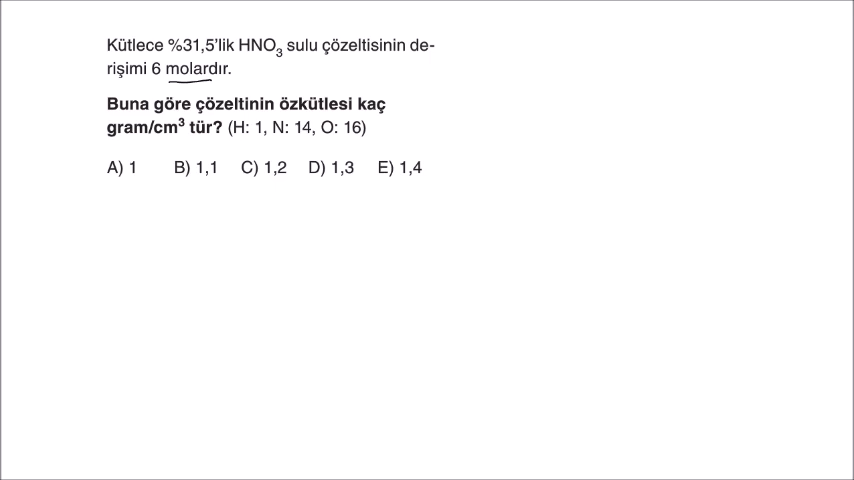 Kütlece %31,5'lik HNO₃ sulu çözeltisinin de-
rişimi 6 molardır.
Buna göre çözeltinin özkütlesi kaç
gram/cm³ tür? (H: 1, N: 14, O: 16)
A) 1 B) 1,1 C) 1,2 D) 1,3 E) 1,4